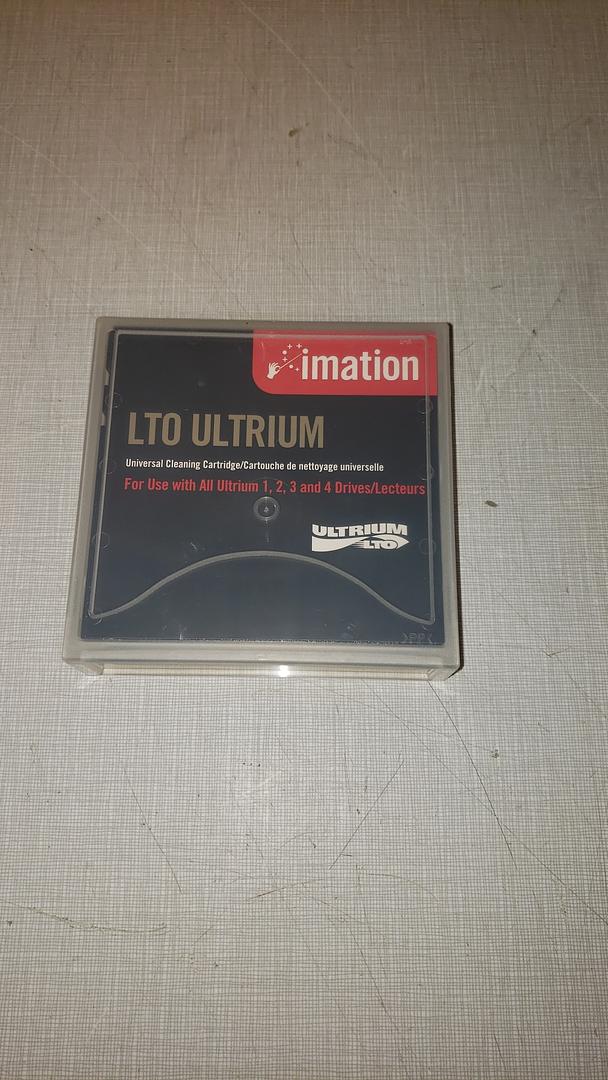 imation
LTO ULTRIUM
Universal Cleaning Cartridge/Cartouche de nettoyage universelle
For Use with All Ultrium 1, 2, 3 and 4 Drives/Lecteurs
ULTRIUM
LTO
>PP<